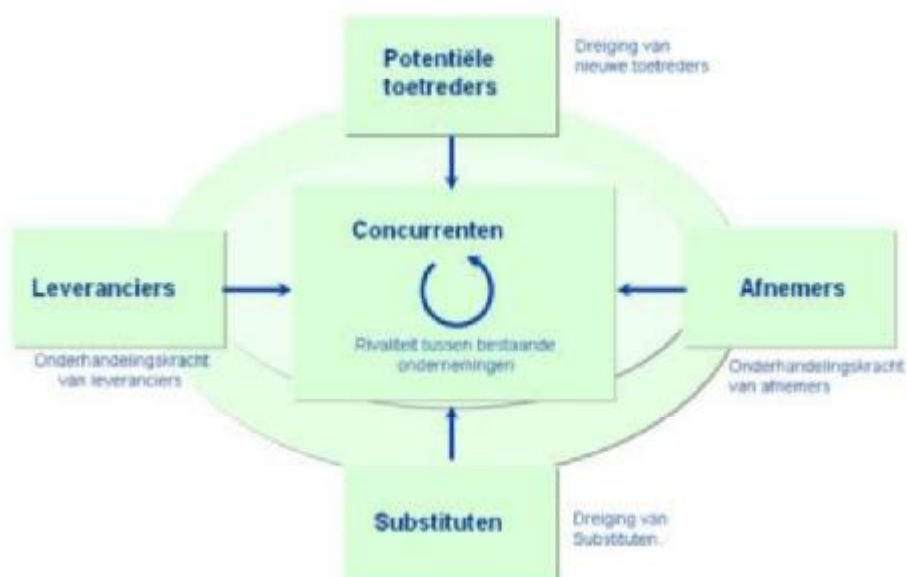 Potentiële
toetreders
Dreiging van
nieuwe toetreders
Concurrenten
Rivaliteit tussen bestaande
ondernemingen
Leveranciers
Onderhandelingskracht
van leveranciers
Afnemers
Onderhandelingskracht
van afnemers
Substituten
Dreiging van
Substituten.